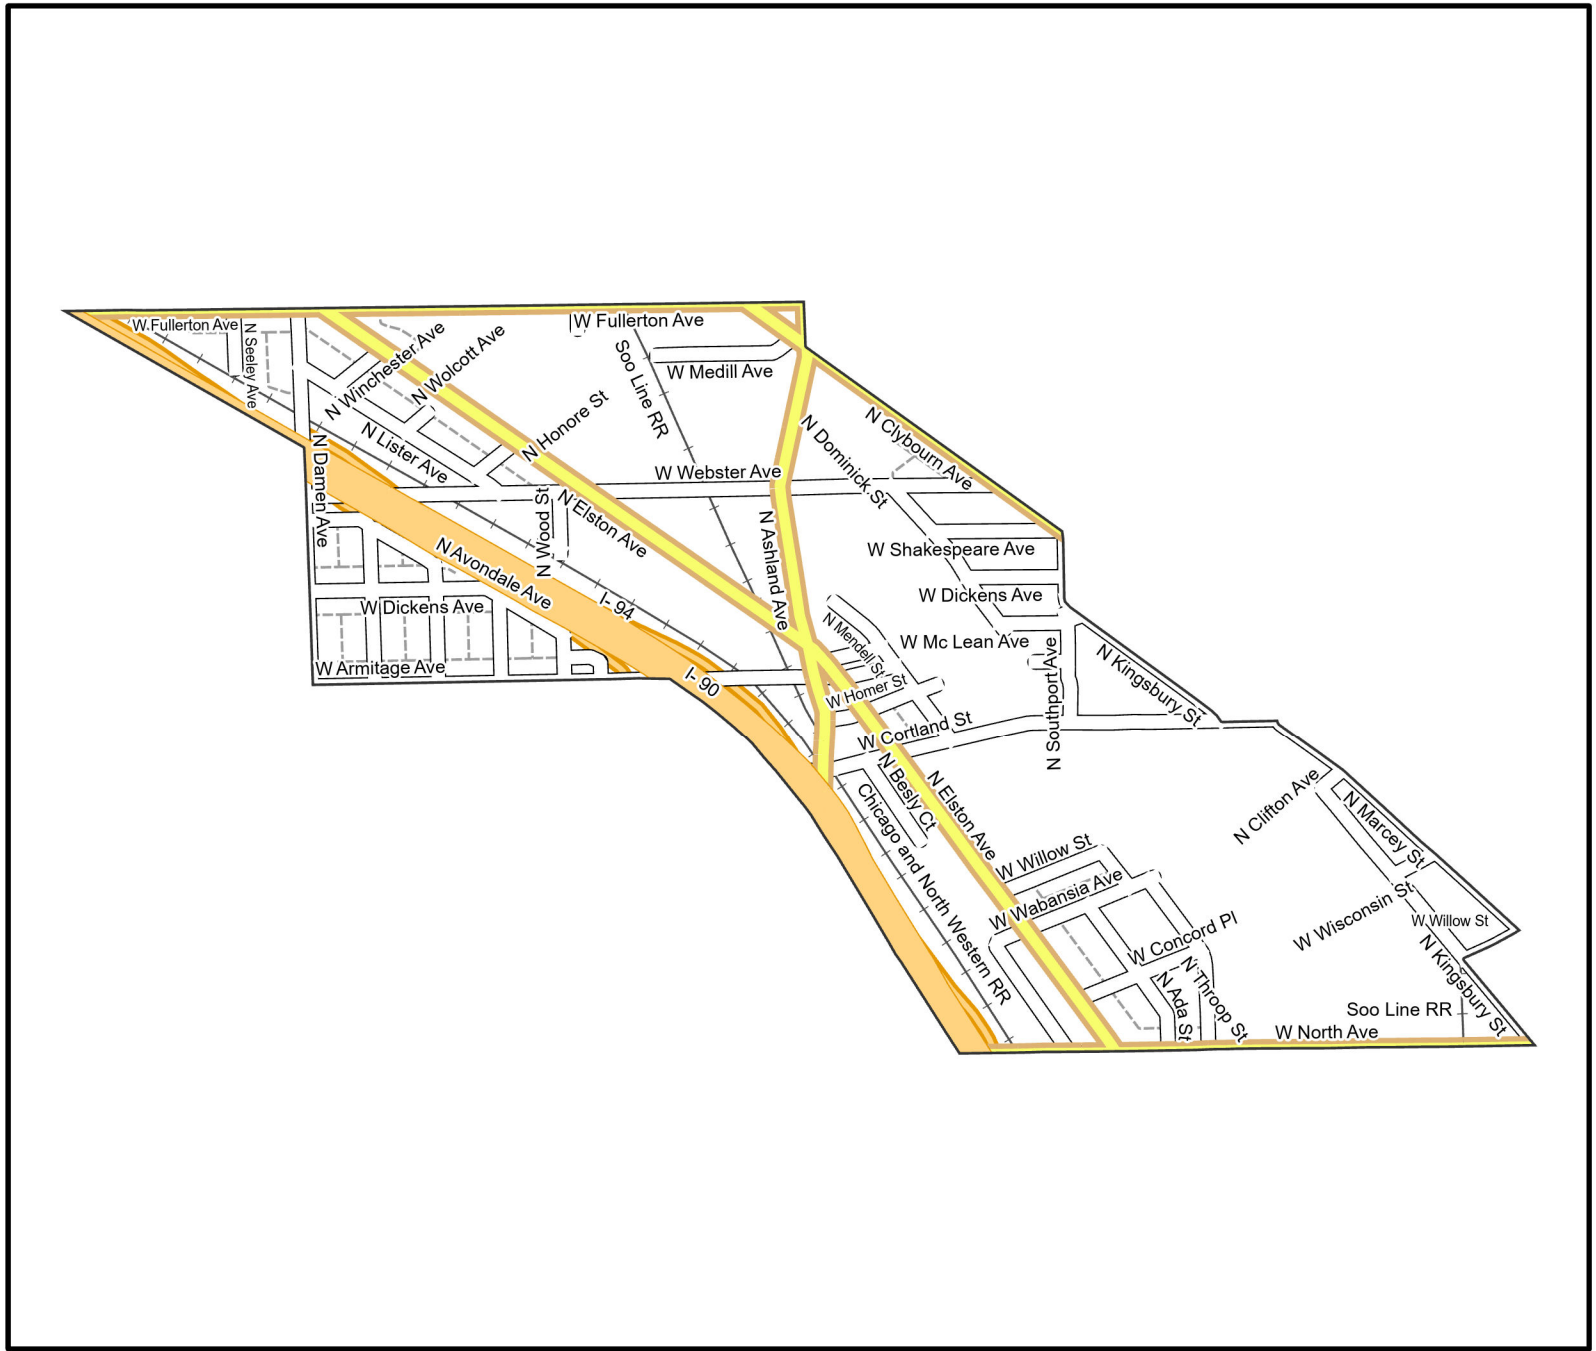 W Fullerton Ave
W Fullerton Ave
N Seeley Ave
N Winchester Ave
N Wolcott Ave
Soo Line RR
W Medill Ave
N Honore St
N Lister Ave
N Damen Ave
N Clybourn Ave
N Dominick St
W Webster Ave
N Wood St
N Elston Ave
N Ashland Ave
W Shakespeare Ave
N Avondale Ave
I- 94
W Dickens Ave
W Dickens Ave
N Mendell St
W Mc Lean Ave
W Armitage Ave
I- 90
W Homer St
N Southport Ave
N Kingsbury St
W Cortland St
N Besly Ct
N Elston Ave
Chicago and North Western RR
N Clifton Ave
N Marcey St
W Willow St
W Wabansia Ave
W Concord Pl
W Wisconsin St
W Willow St
N Kingsbury St
N Ada St
N Throop St
Soo Line RR
W North Ave